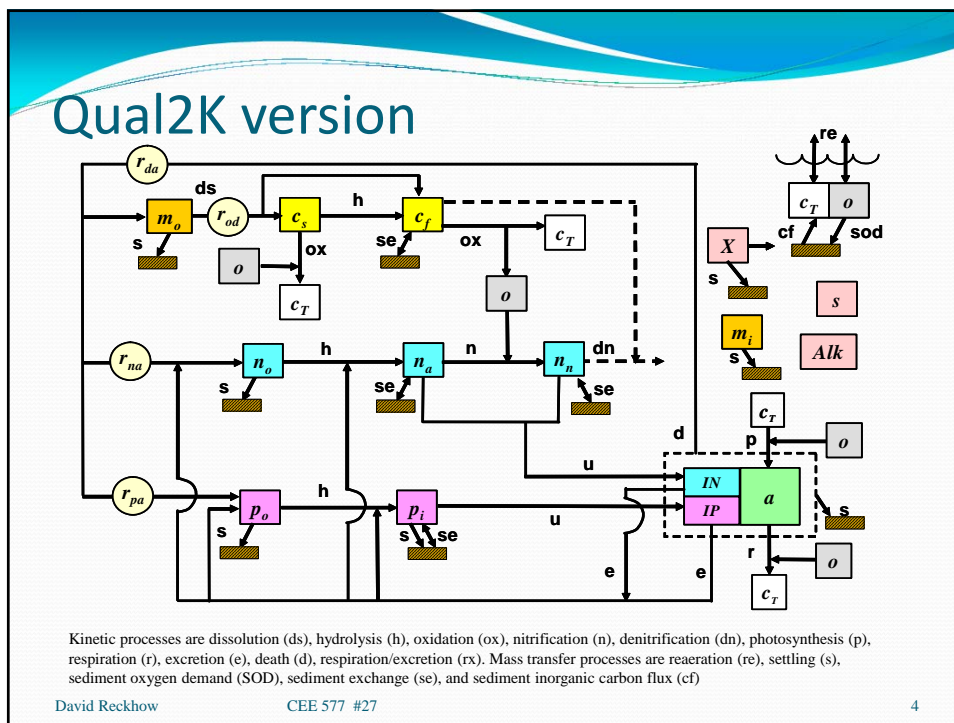 Qual2K version
re
r_da
ds
h
m_o
r_od
c_s
c_f
c_T
o
s
ox
se
ox
c_T
cf
sod
X
o
c_T
o
s
s
m_i
Alk
s
r_na
n_o
h
n_a
n
n_n
dn
s
se
se
c_T
d
p
o
u
IN
a
r_pa
h
IP
p_o
p_i
s
s
se
u
s
r
o
e
e
c_T
Kinetic processes are dissolution (ds), hydrolysis (h), oxidation (ox), nitrification (n), denitrification (dn), photosynthesis (p),
respiration (r), excretion (e), death (d), respiration/excretion (rx). Mass transfer processes are reaeration (re), settling (s),
sediment oxygen demand (SOD), sediment exchange (se), and sediment inorganic carbon flux (cf)
David Reckhow CEE 577 #27 4